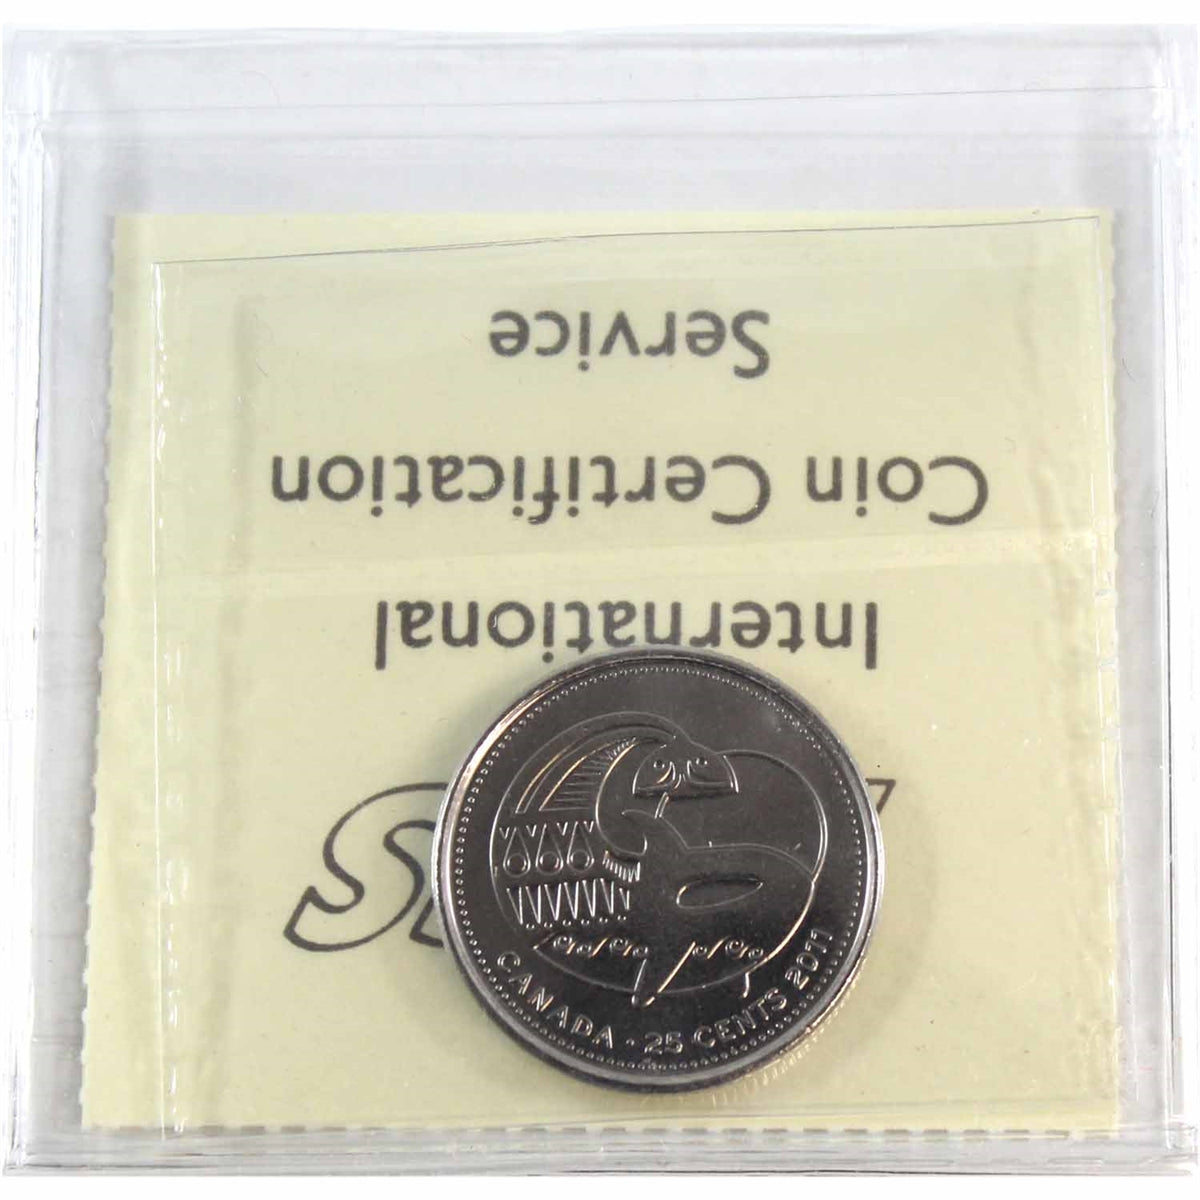 International
Coin Certification
Service
CANADA · 25 CENTS 2011